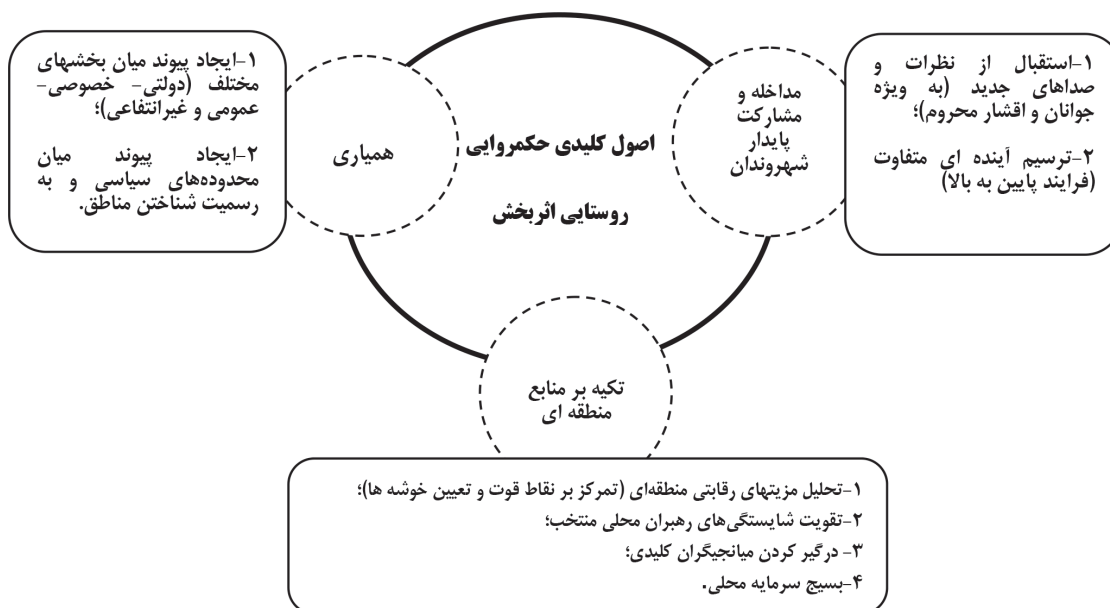 اصول کلیدی حکمروایی
روستایی اثربخش
مداخله و
مشارکت
پایدار
شهروندان
۱-استقبال از نظرات و
صداهای جدید (به ویژه
جوانان و اقشار محروم)؛
۲-ترسیم آینده ای متفاوت
(فرایند پایین به بالا)
همیاری
۱-ایجاد پیوند میان بخشهای
مختلف (دولتی- خصوصی-
عمومی و غیرانتفاعی)؛
۲-ایجاد پیوند میان
محدوده‌های سیاسی و به
رسمیت شناختن مناطق.
تکیه بر منابع
منطقه ای
۱-تحلیل مزیتهای رقابتی منطقه‌ای (تمرکز بر نقاط قوت و تعیین خوشه ها)؛
۲-تقویت شایستگی‌های رهبران محلی منتخب؛
۳- درگیر کردن میانجیگران کلیدی؛
۴-بسیج سرمایه محلی.